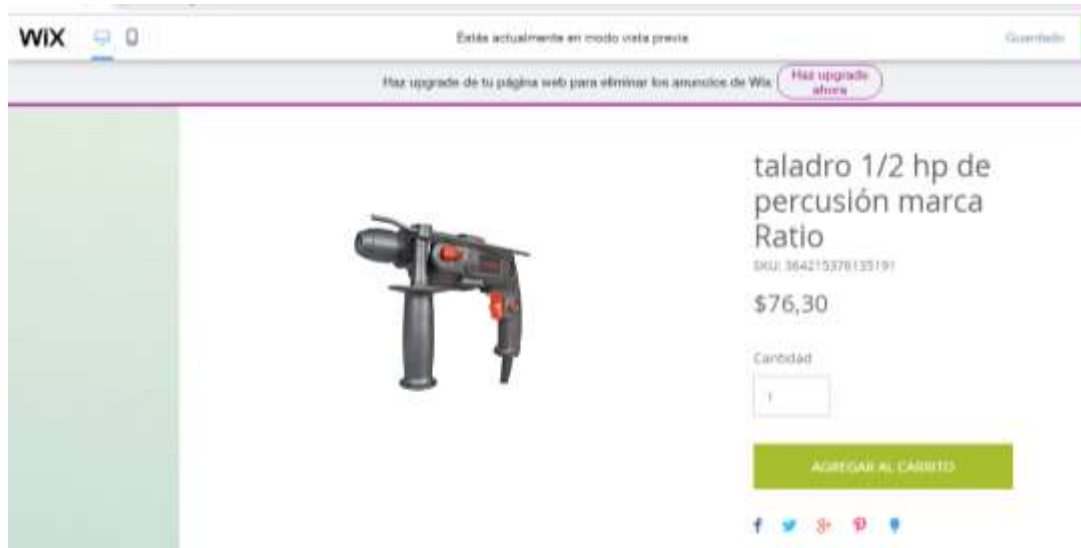 WiX
Estás actualmente en modo vista previa
Guardado
Haz upgrade de tu página web para eliminar los anuncios de Wix
Haz upgrade
ahora
taladro 1/2 hp de
percusión marca
Ratio
SKU: 364215376135191
$76,30
Cantidad
1
AGREGAR AL CARRITO